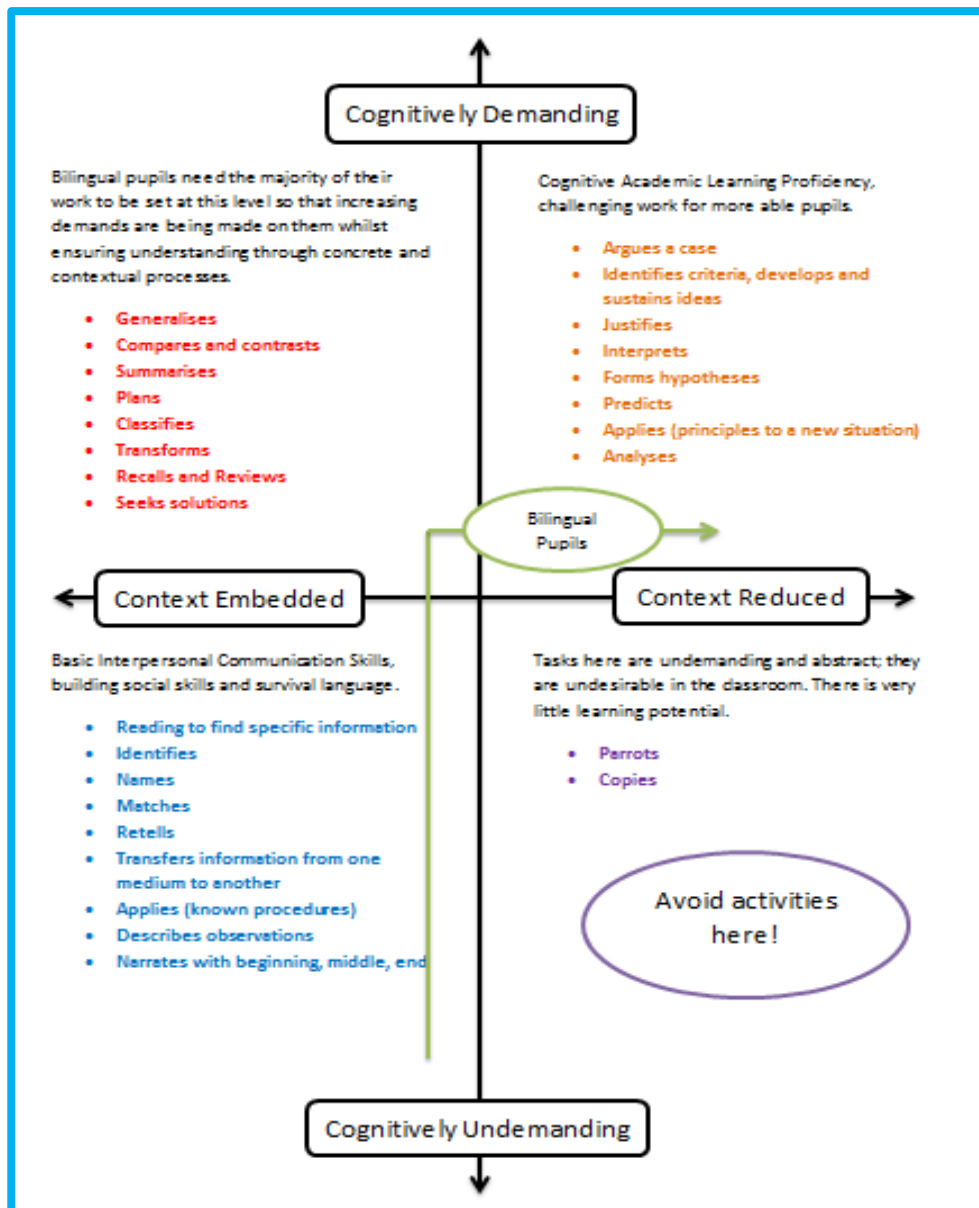 Cognitively Demanding
Bilingual pupils need the majority of their
work to be set at this level so that increasing
demands are being made on them whilst
ensuring understanding through concrete and
contextual processes.
• Generalises
• Compares and contrasts
• Summarises
• Plans
• Classifies
• Transforms
• Recalls and Reviews
• Seeks solutions
Cognitive Academic Learning Proficiency,
challenging work for more able pupils.
• Argues a case
• Identifies criteria, develops and
sustains ideas
• Justifies
• Interprets
• Forms hypotheses
• Predicts
• Applies (principles to a new situation)
• Analyses
Bilingual
Pupils
Context Embedded
Context Reduced
Basic Interpersonal Communication Skills,
building social skills and survival language.
• Reading to find specific information
• Identifies
• Names
• Matches
• Retells
• Transfers information from one
medium to another
• Applies (known procedures)
• Describes observations
• Narrates with beginning, middle, end
Tasks here are undemanding and abstract; they
are undesirable in the classroom. There is very
little learning potential.
• Parrots
• Copies
Avoid activities
here!
Cognitively Undemanding